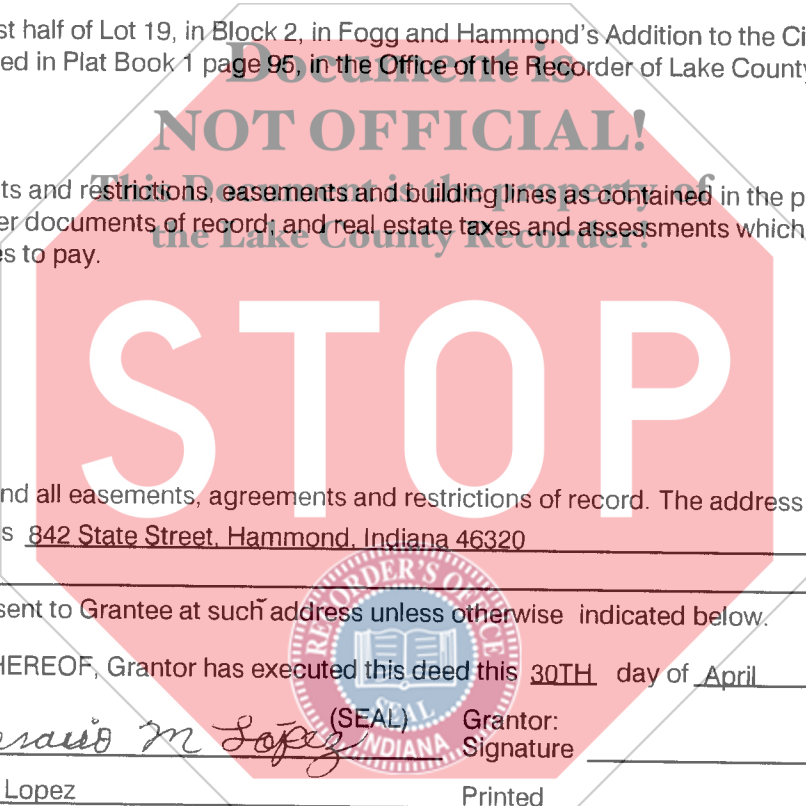 st half of Lot 19, in Block 2, in Fogg and Hammond's Addition to the Ci
ed in Plat Book 1 page 95, in the Office of the Recorder of Lake County
Document is
NOT OFFICIAL!
This Document is the property of
the Lake County Recorder!
ts and restrictions, easements and building lines as contained in the p
er documents of record; and real estate taxes and assessments which
es to pay.
STOP
nd all easements, agreements and restrictions of record. The address
s 842 State Street, Hammond, Indiana 46320
sent to Grantee at such address unless otherwise indicated below.
HEREOF, Grantor has executed this deed this 30TH day of April
RECORDER'S OFFICE
SEAL
INDIANA
M Lopez (SEAL) Grantor:
Signature
Lopez Printed